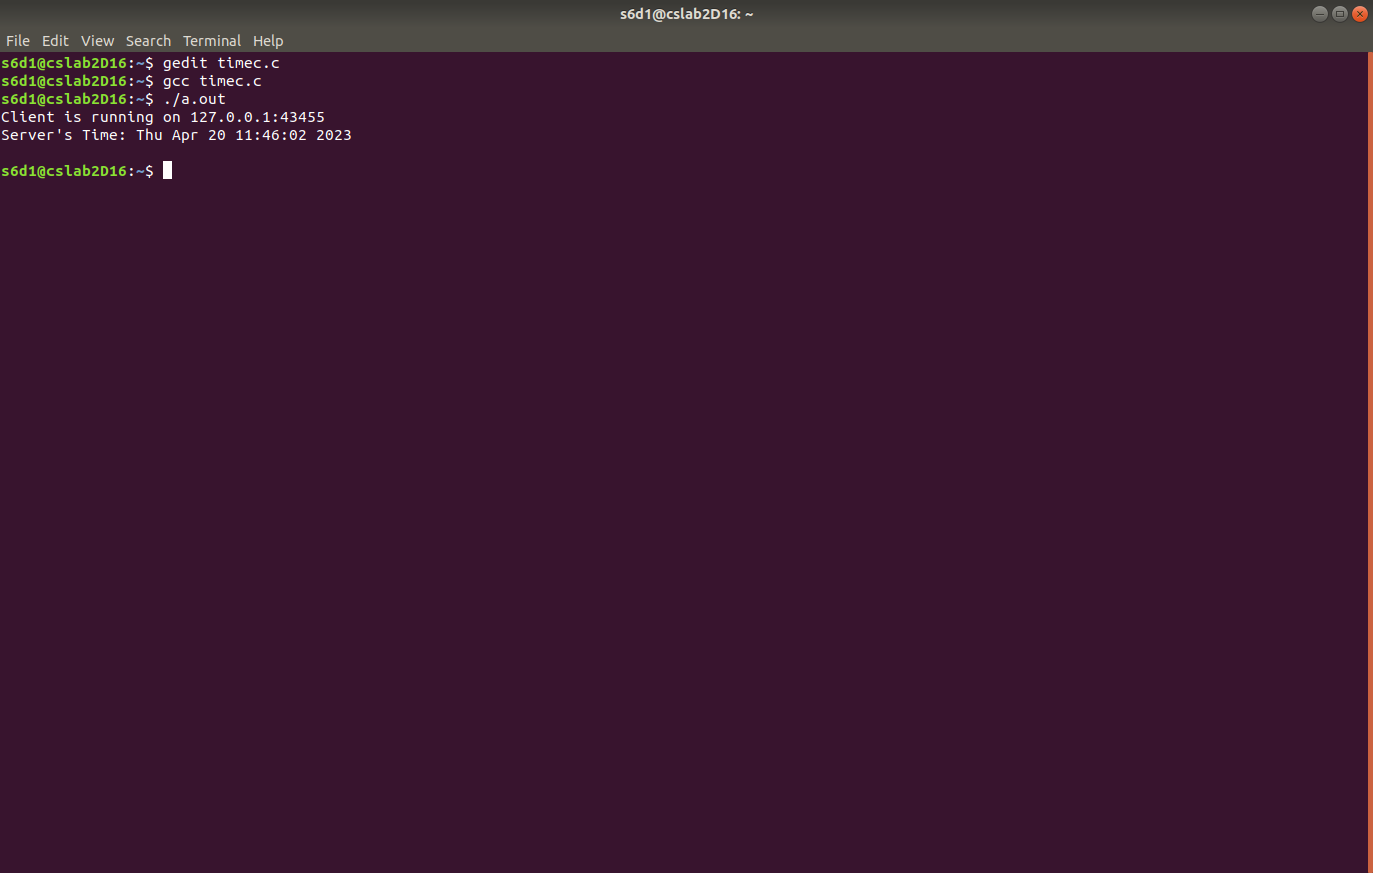 s6d1@cslab2D16: ~
File Edit View Search Terminal Help
s6d1@cslab2D16:~$ gedit timec.c
s6d1@cslab2D16:~$ gcc timec.c
s6d1@cslab2D16:~$ ./a.out
Client is running on 127.0.0.1:43455
Server's Time: Thu Apr 20 11:46:02 2023
s6d1@cslab2D16:~$